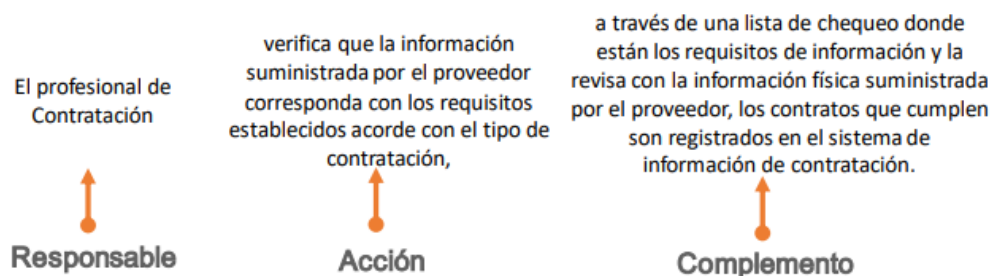 El profesional de
Contratación
verifica que la información
suministrada por el proveedor
corresponda con los requisitos
establecidos acorde con el tipo de
contratación,
a través de una lista de chequeo donde
están los requisitos de información y la
revisa con la información física suministrada
por el proveedor, los contratos que cumplen
son registrados en el sistema de
información de contratación.
Responsable
Acción
Complemento